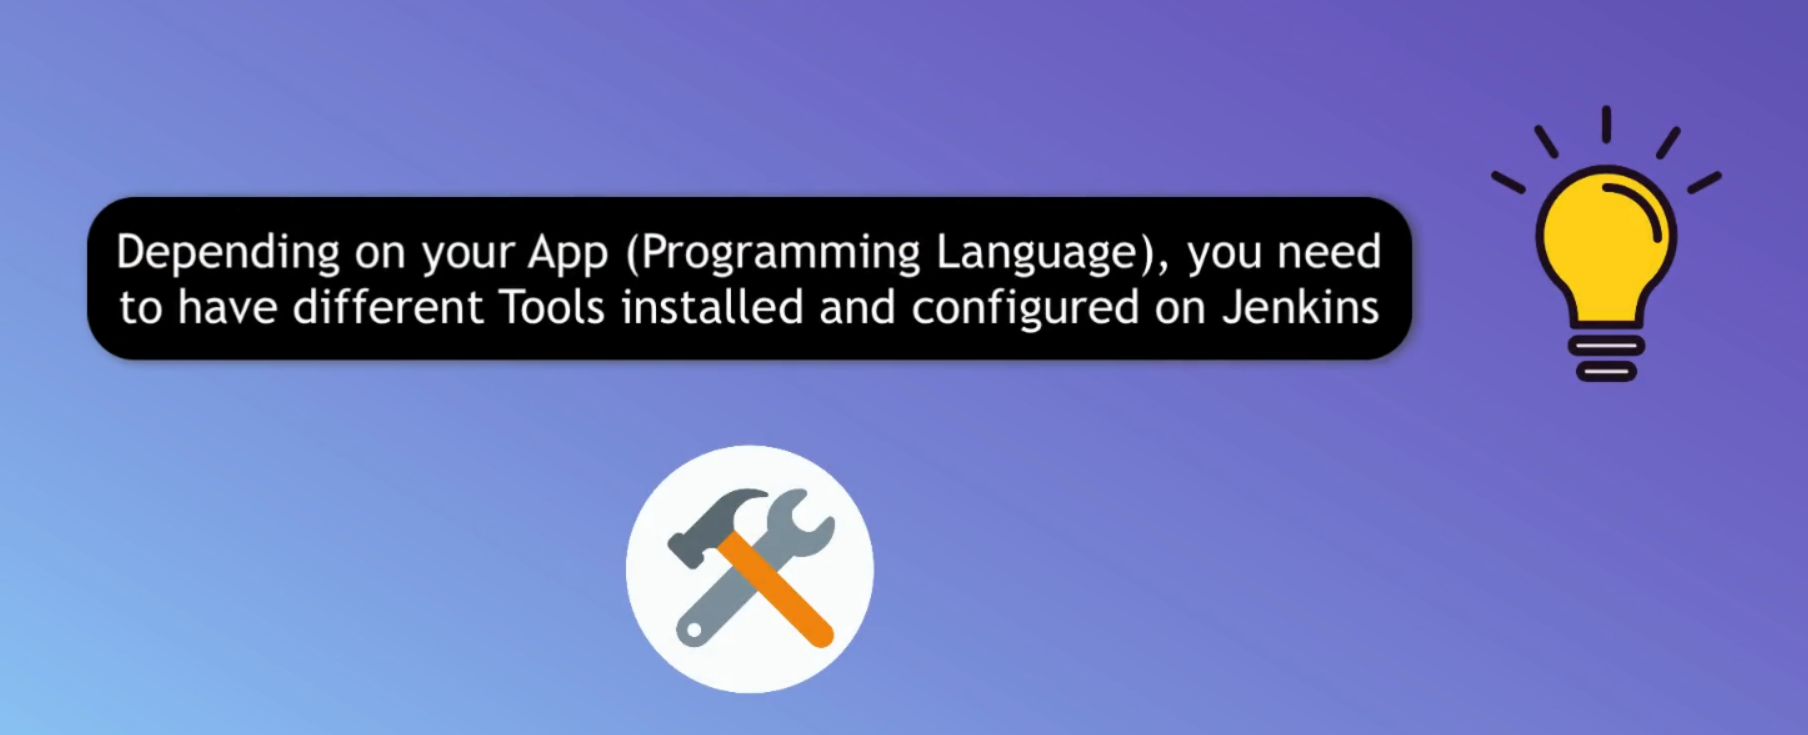 Depending on your App (Programming Language), you need
to have different Tools installed and configured on Jenkins